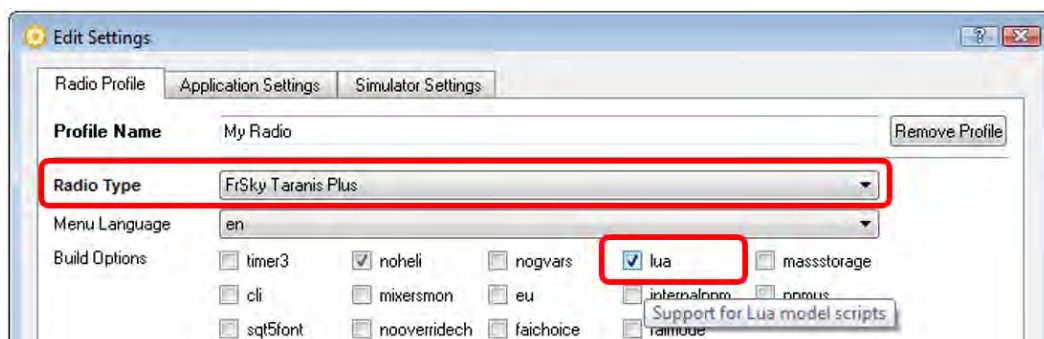 Edit Settings
Radio Profile Application Settings Simulator Settings
Profile Name My Radio Remove Profile
Radio Type FrSky Taranis Plus
Menu Language en
Build Options timer3 noheli nogvars lua massstorage
cli mixersmon eu internalppm ppmus
Support for Lua model scripts
sqt5font nooverridech faichoice faimode